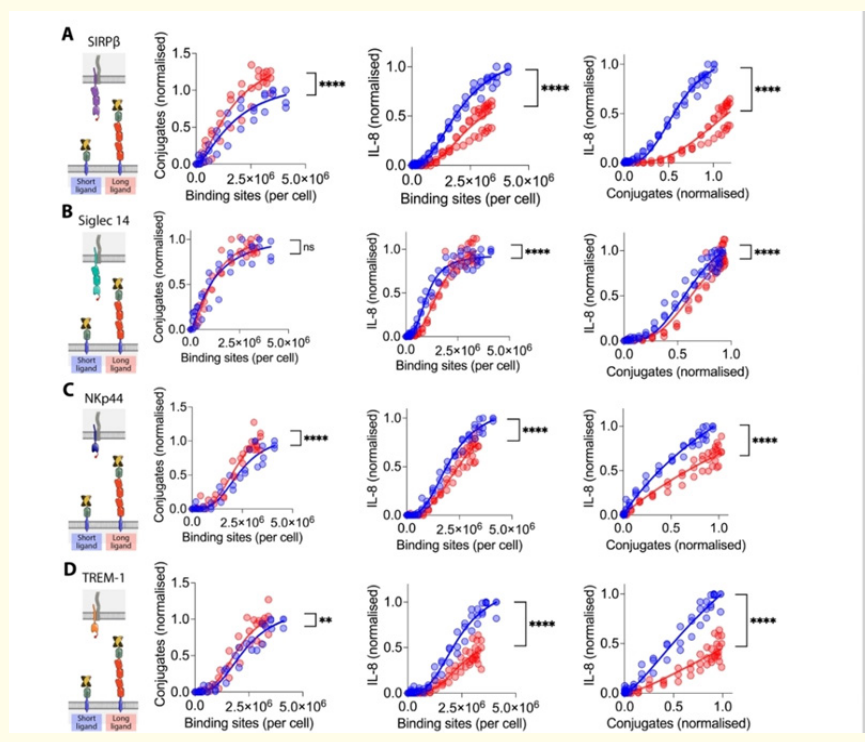 A
SIRPβ
Short ligand
Long ligand
Conjugates (normalised)
1.5
1.0
0.5
0.0
0.0
2.5×10⁶
5.0×10⁶
Binding sites (per cell)
****
IL-8 (normalised)
1.0
0.5
0.0
0.0
2.5×10⁶
5.0×10⁶
Binding sites (per cell)
****
IL-8 (normalised)
1.0
0.5
0.0
0.0
0.5
1.0
Conjugates (normalised)
****
B
Siglec 14
Short ligand
Long ligand
Conjugates (normalised)
1.0
0.5
0.0
0.0
2.5×10⁶
5.0×10⁶
Binding sites (per cell)
ns
IL-8 (normalised)
1.0
0.5
0.0
0.0
2.5×10⁶
5.0×10⁶
Binding sites (per cell)
****
IL-8 (normalised)
1.0
0.5
0.0
0.0
0.5
1.0
Conjugates (normalised)
****
C
NKp44
Short ligand
Long ligand
Conjugates (normalised)
1.5
1.0
0.5
0.0
0.0
2.5×10⁶
5.0×10⁶
Binding sites (per cell)
****
IL-8 (normalised)
1.0
0.5
0.0
0.0
2.5×10⁶
5.0×10⁶
Binding sites (per cell)
****
IL-8 (normalised)
1.0
0.5
0.0
0.0
0.5
1.0
Conjugates (normalised)
****
D
TREM-1
Short ligand
Long ligand
Conjugates (normalised)
1.5
1.0
0.5
0.0
0.0
2.5×10⁶
5.0×10⁶
Binding sites (per cell)
**
IL-8 (normalised)
1.0
0.5
0.0
0.0
2.5×10⁶
5.0×10⁶
Binding sites (per cell)
****
IL-8 (normalised)
1.0
0.5
0.0
0.0
0.5
1.0
Conjugates (normalised)
****